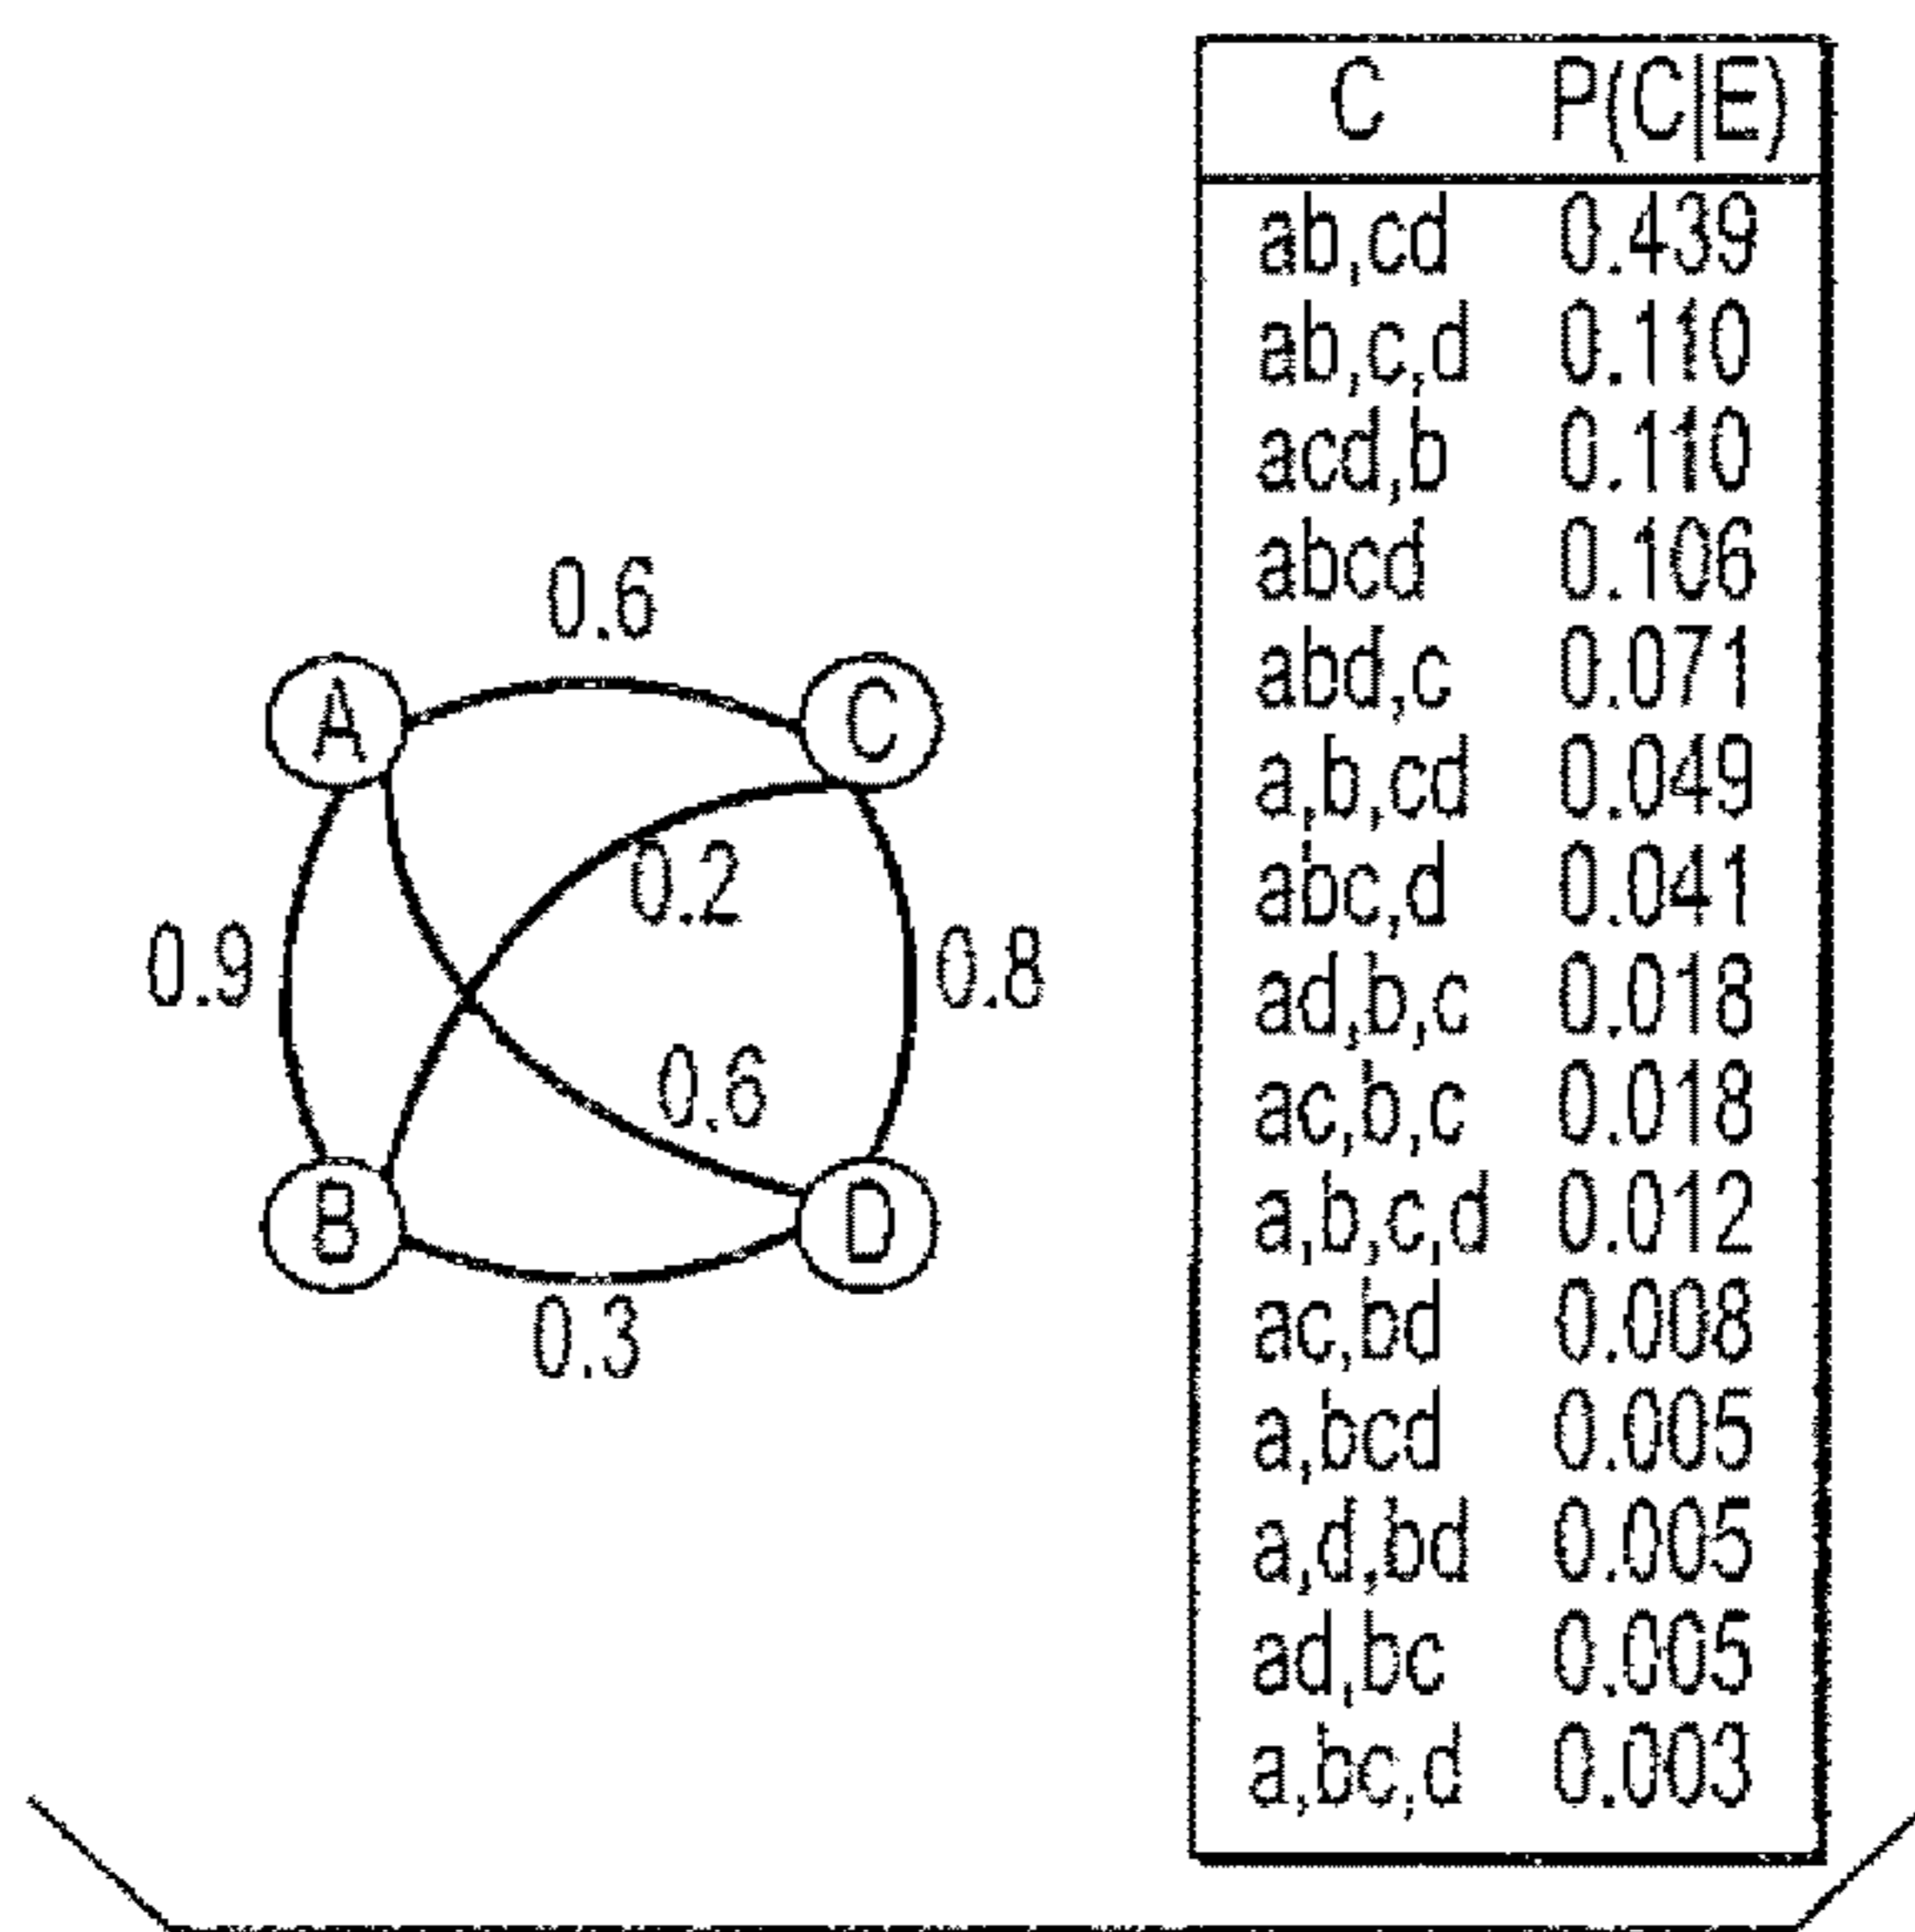 C P(C|E)
ab,cd 0.439
ab,c,d 0.110
acd,b 0.110
abcd 0.106
abd,c 0.071
a,b,cd 0.049
abc,d 0.041
ad,b,c 0.018
ac,b,c 0.018
a,b,c,d 0.012
ac,bd 0.008
a,bcd 0.005
a,d,bd 0.005
ad,bc 0.005
a,bc,d 0.003
0.6
A C
0.2
0.9 0.8
0.6
B D
0.3